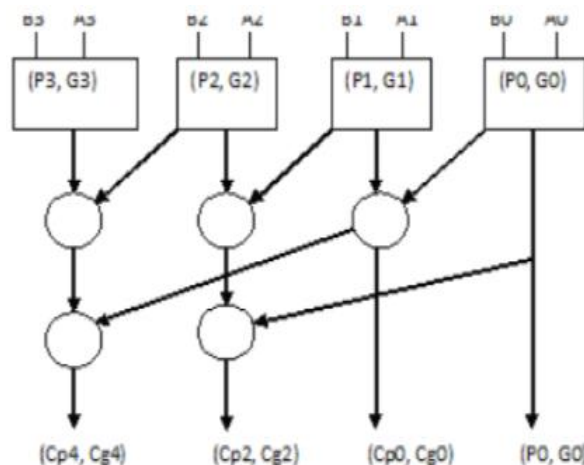 B3 A3 B2 A2 B1 A1 B0 A0
(P3, G3) (P2, G2) (P1, G1) (P0, G0)
(Cp4, Cg4) (Cp2, Cg2) (Cp0, Cg0) (P0, G0)